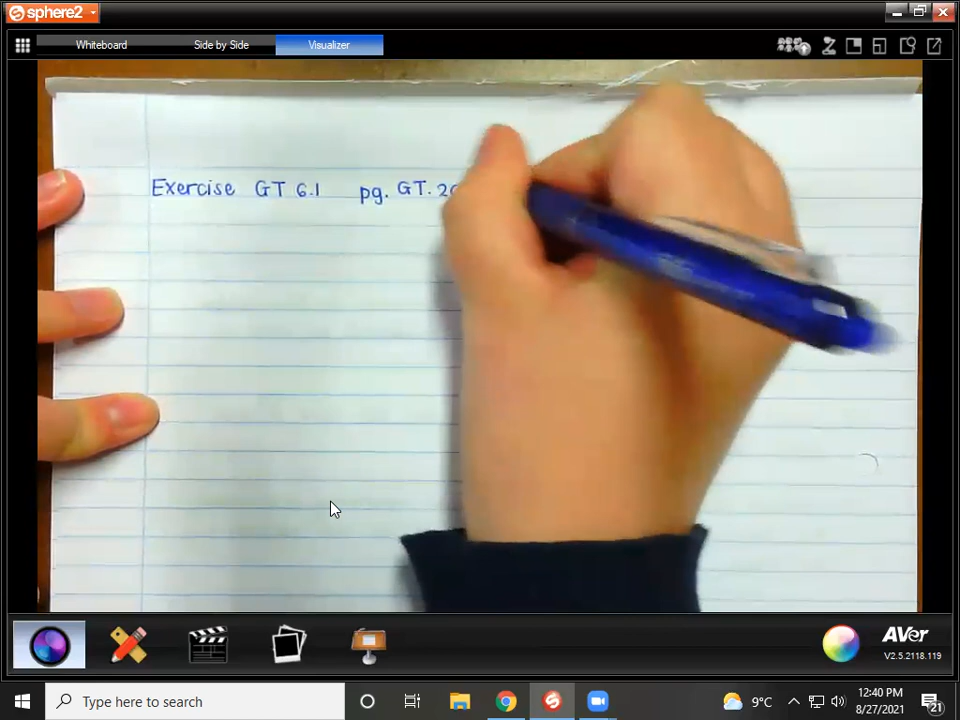 sphere2
Whiteboard
Side by Side
Visualizer
Exercise GT 6.1 pg. GT.
AVer
V2.5.2118.119
Type here to search
9°C
12:40 PM
8/27/2021
21